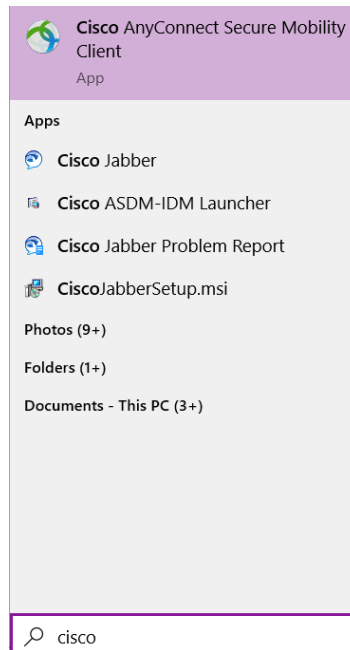 Cisco AnyConnect Secure Mobility
Client
App
Apps
Cisco Jabber
Cisco ASDM-IDM Launcher
Cisco Jabber Problem Report
CiscoJabberSetup.msi
Photos (9+)
Folders (1+)
Documents - This PC (3+)
cisco